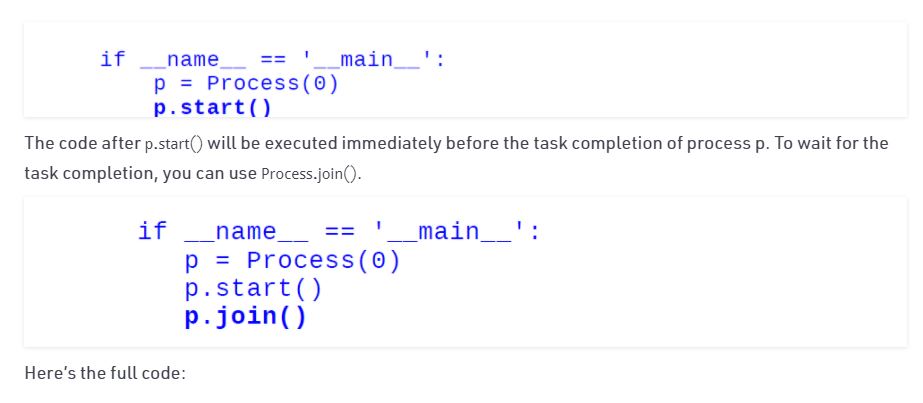 if __name__ == '__main__':
    p = Process(0)
    p.start()
The code after p.start() will be executed immediately before the task completion of process p. To wait for the
task completion, you can use Process.join().
if __name__ == '__main__':
    p = Process(0)
    p.start()
    p.join()
Here's the full code: